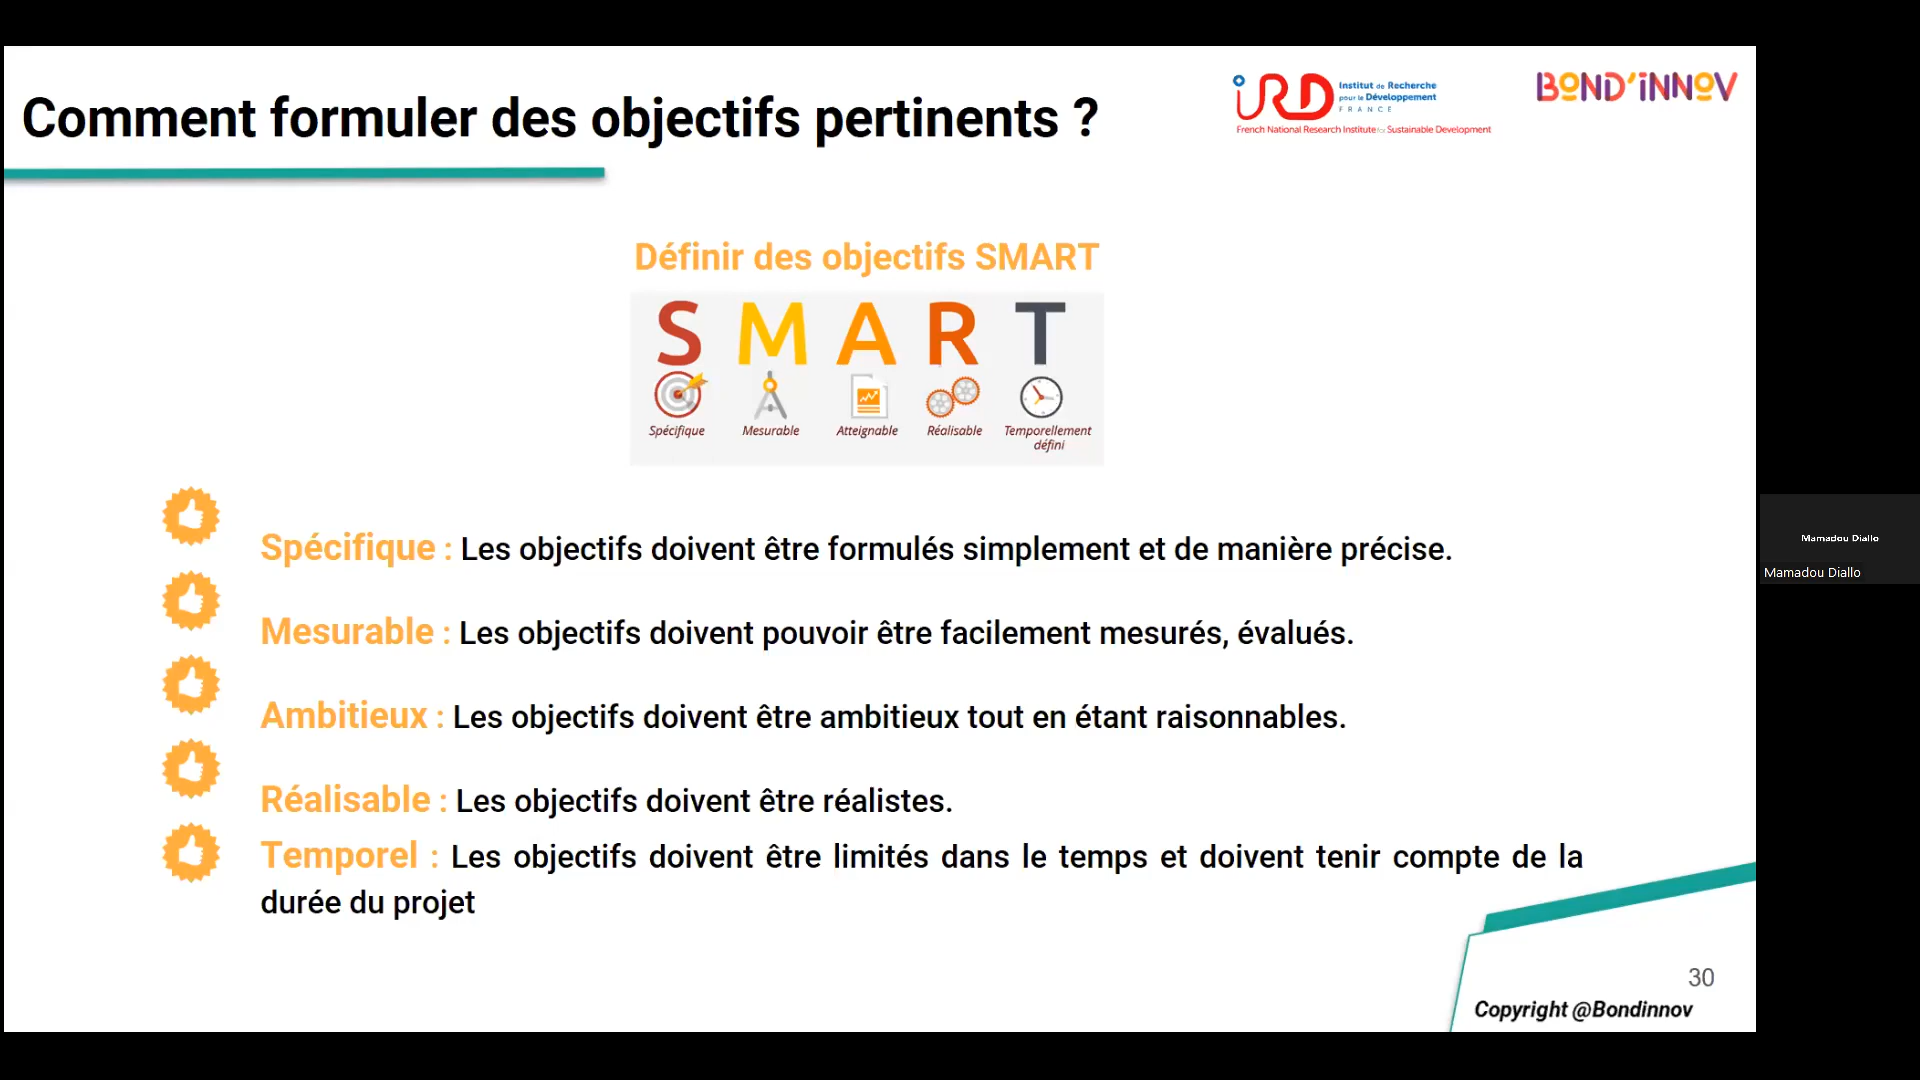 Comment formuler des objectifs pertinents ?
iRD Institut de Recherche
pour le Développement
FRANCE
French National Research Institute for Sustainable Development
BOND'iNNOV
Définir des objectifs SMART
S M A R T
Spécifique Mesurable Atteignable Réalisable Temporellement
défini
Spécifique : Les objectifs doivent être formulés simplement et de manière précise.
Mesurable : Les objectifs doivent pouvoir être facilement mesurés, évalués.
Ambitieux : Les objectifs doivent être ambitieux tout en étant raisonnables.
Réalisable : Les objectifs doivent être réalistes.
Temporel : Les objectifs doivent être limités dans le temps et doivent tenir compte de la
durée du projet
30
Copyright @Bondinnov
Mamadou Diallo
Mamadou Diallo